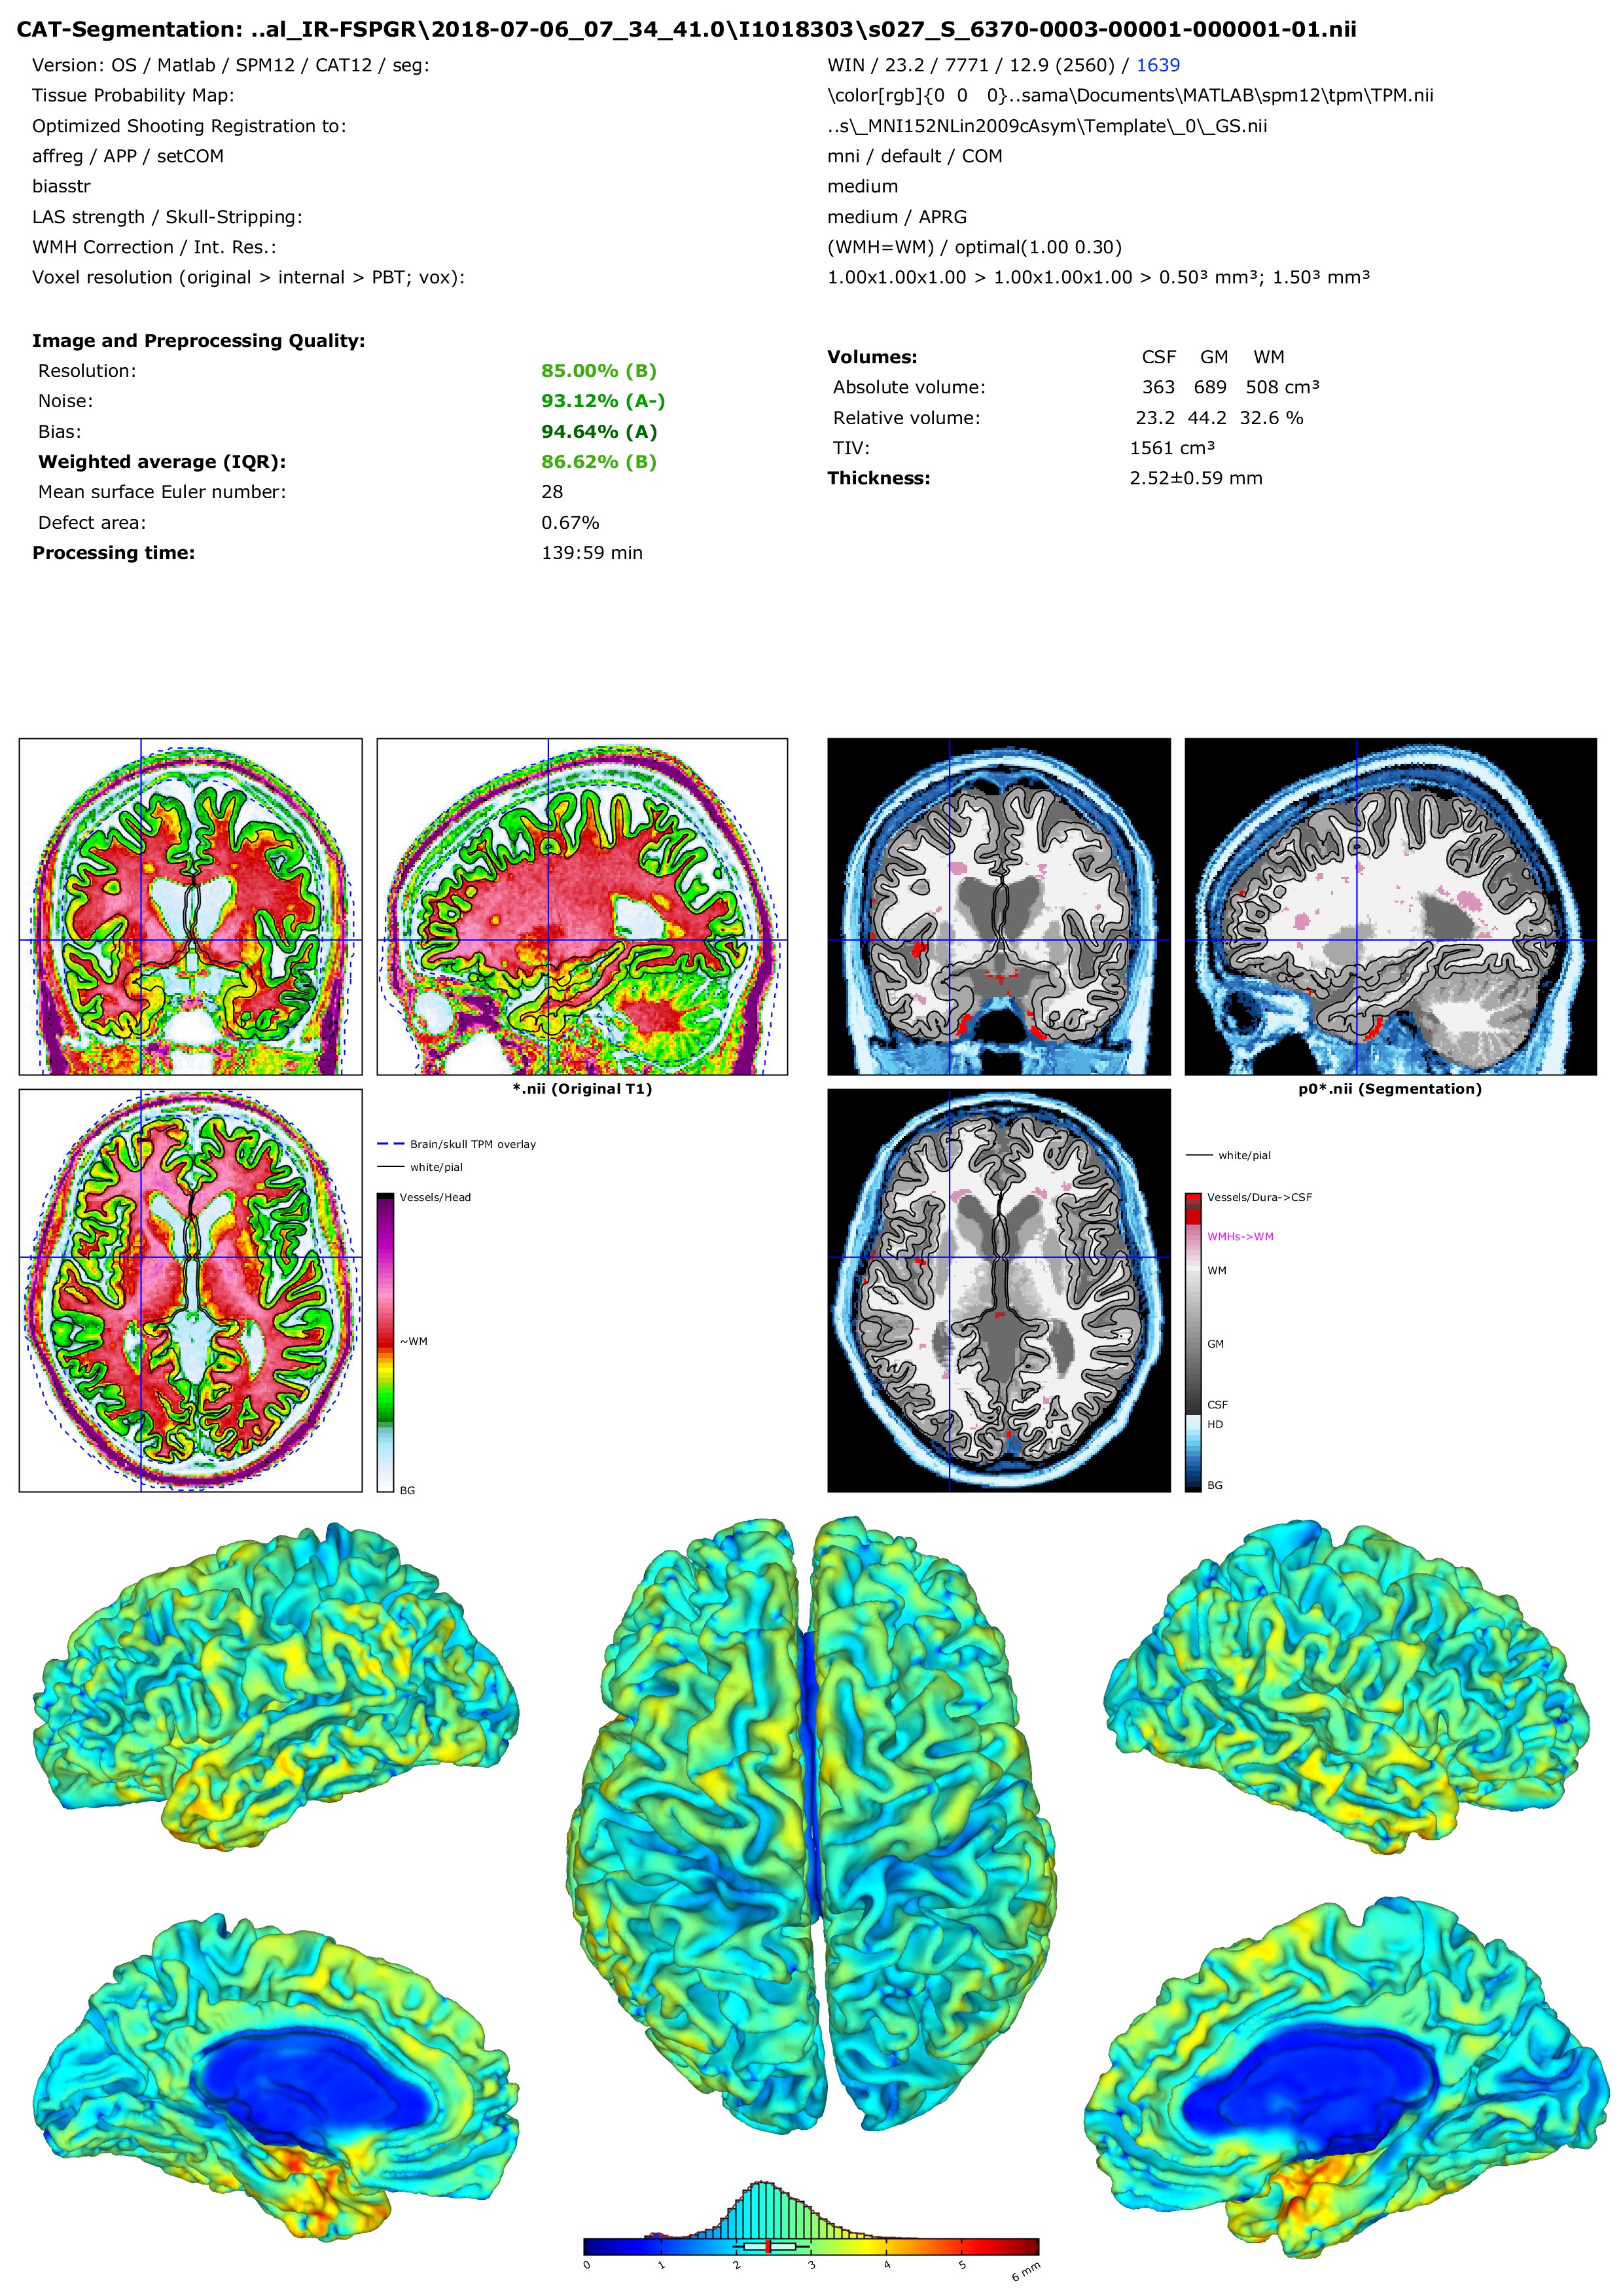 CAT-Segmentation: ..al_IR-FSPGR\2018-07-06_07_34_41.0\I1018303\s027_S_6370-0003-00001-000001-01.nii
Version: OS / Matlab / SPM12 / CAT12 / seg: WIN / 23.2 / 7771 / 12.9 (2560) / 1639
Tissue Probability Map: \color[rgb]{0 0 0}..sama\Documents\MATLAB\spm12\tpm\TPM.nii
Optimized Shooting Registration to: ..s\_MNI152NLin2009cAsym\Template\_0\_GS.nii
affreg / APP / setCOM mni / default / COM
biasstr medium
LAS strength / Skull-Stripping: medium / APRG
WMH Correction / Int. Res.: (WMH=WM) / optimal(1.00 0.30)
Voxel resolution (original > internal > PBT; vox): 1.00x1.00x1.00 > 1.00x1.00x1.00 > 0.50³ mm³; 1.50³ mm³
Image and Preprocessing Quality:
Resolution: 85.00% (B)
Noise: 93.12% (A-)
Bias: 94.64% (A)
Weighted average (IQR): 86.62% (B)
Mean surface Euler number: 28
Defect area: 0.67%
Processing time: 139:59 min
Volumes: CSF GM WM
Absolute volume: 363 689 508 cm³
Relative volume: 23.2 44.2 32.6 %
TIV: 1561 cm³
Thickness: 2.52±0.59 mm
*.nii (Original T1)
Brain/skull TPM overlay
white/pial
Vessels/Head
~WM
BG
p0*.nii (Segmentation)
white/pial
Vessels/Dura->CSF
WMHs->WM
WM
GM
CSF
HD
BG
0 1 2 3 4 5 6 mm